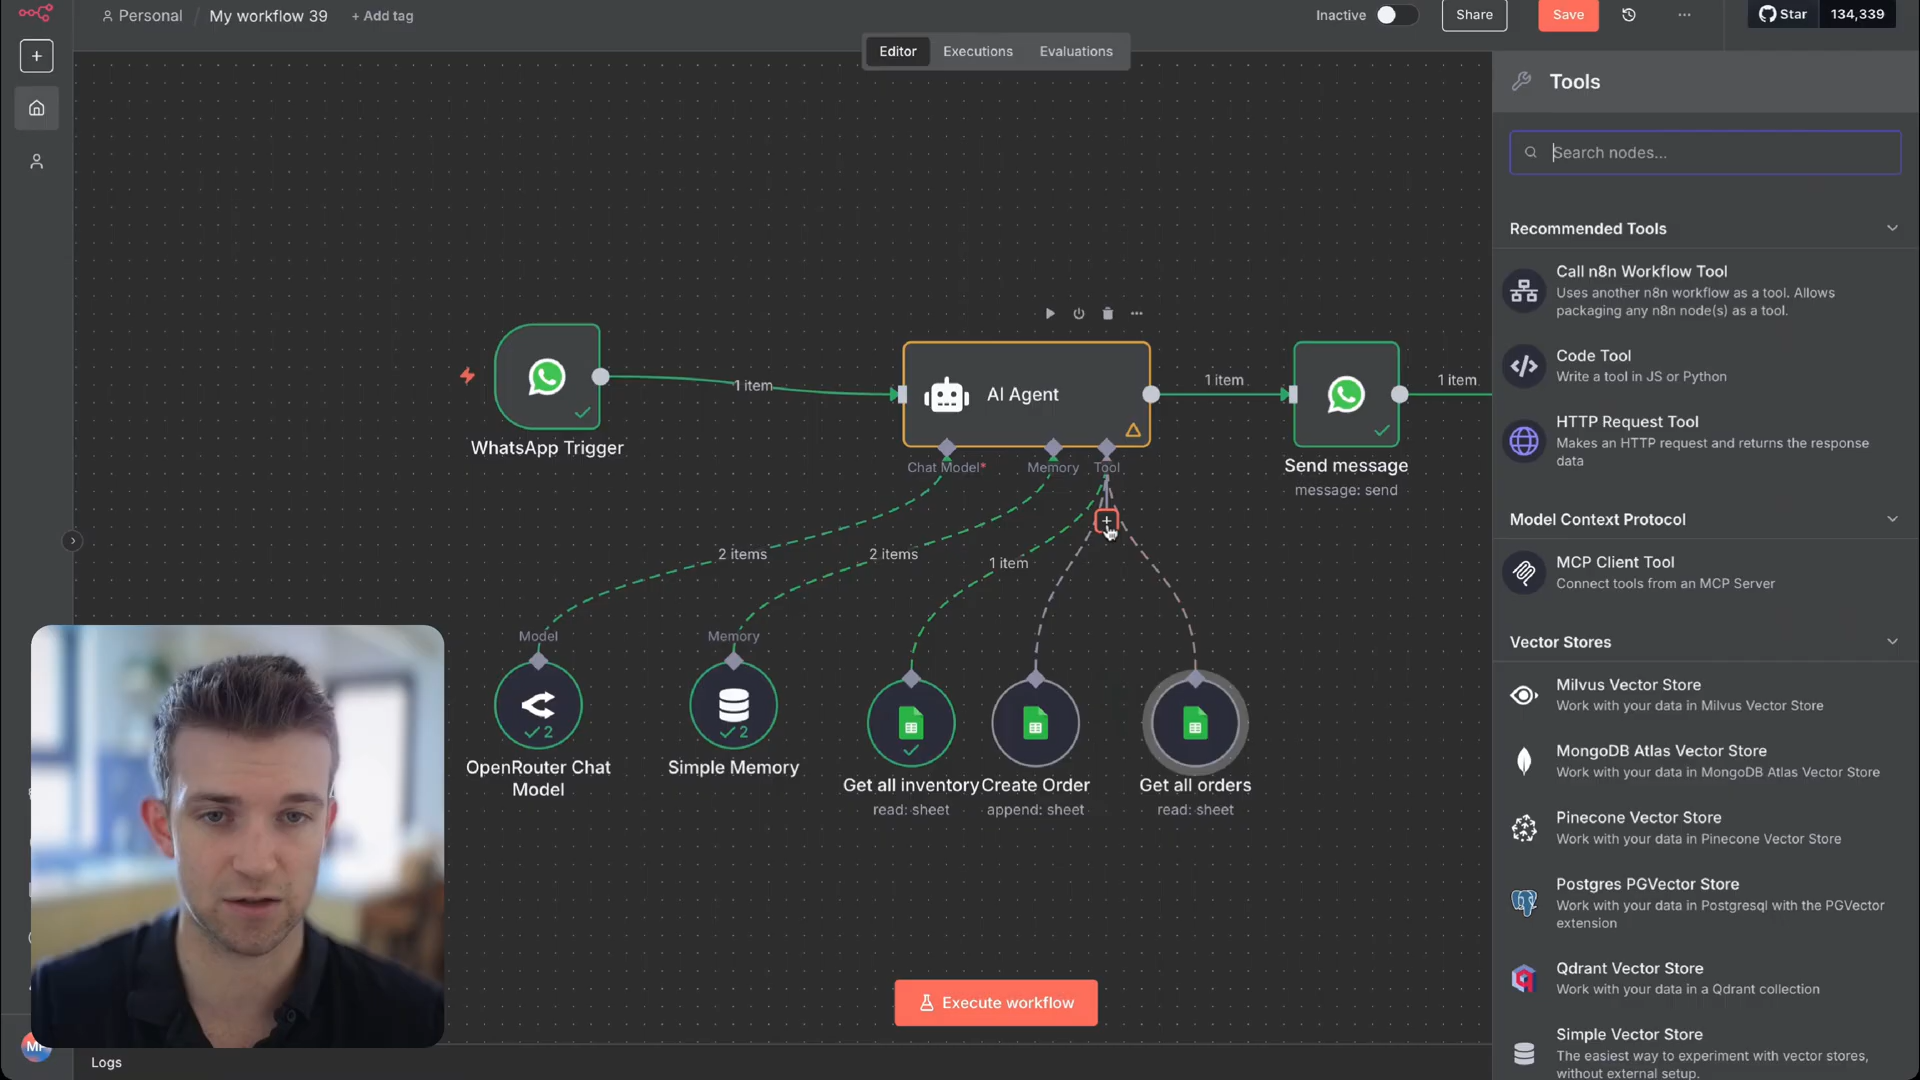 Personal / My workflow 39 + Add tag
Inactive
Share
Save
Star 134,339
Editor Executions Evaluations
Tools
Search nodes...
Recommended Tools
Call n8n Workflow Tool
Uses another n8n workflow as a tool. Allows
packaging any n8n node(s) as a tool.
Code Tool
Write a tool in JS or Python
HTTP Request Tool
Makes an HTTP request and returns the response
data
Model Context Protocol
MCP Client Tool
Connect tools from an MCP Server
Vector Stores
Milvus Vector Store
Work with your data in Milvus Vector Store
MongoDB Atlas Vector Store
Work with your data in MongoDB Atlas Vector Store
Pinecone Vector Store
Work with your data in Pinecone Vector Store
Postgres PGVector Store
Work with your data in Postgresql with the PGVector
extension
Qdrant Vector Store
Work with your data in a Qdrant collection
Simple Vector Store
The easiest way to experiment with vector stores,
without external setup.
1 item
AI Agent
1 item
1 item
WhatsApp Trigger
Chat Model*
Memory
Tool
Send message
message: send
2 items
2 items
1 item
Model
Memory
2
2
OpenRouter Chat
Model
Simple Memory
Get all inventory
read: sheet
Create Order
append: sheet
Get all orders
read: sheet
Execute workflow
Logs